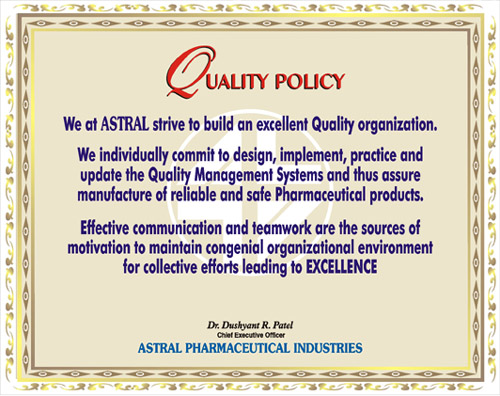 QUALITY POLICY
We at ASTRAL strive to build an excellent Quality organization.
We individually commit to design, implement, practice and
update the Quality Management Systems and thus assure
manufacture of reliable and safe Pharmaceutical products.
Effective communication and teamwork are the sources of
motivation to maintain congenial organizational environment
for collective efforts leading to EXCELLENCE
Dr. Dushyant R. Patel
Chief Executive Officer
ASTRAL PHARMACEUTICAL INDUSTRIES